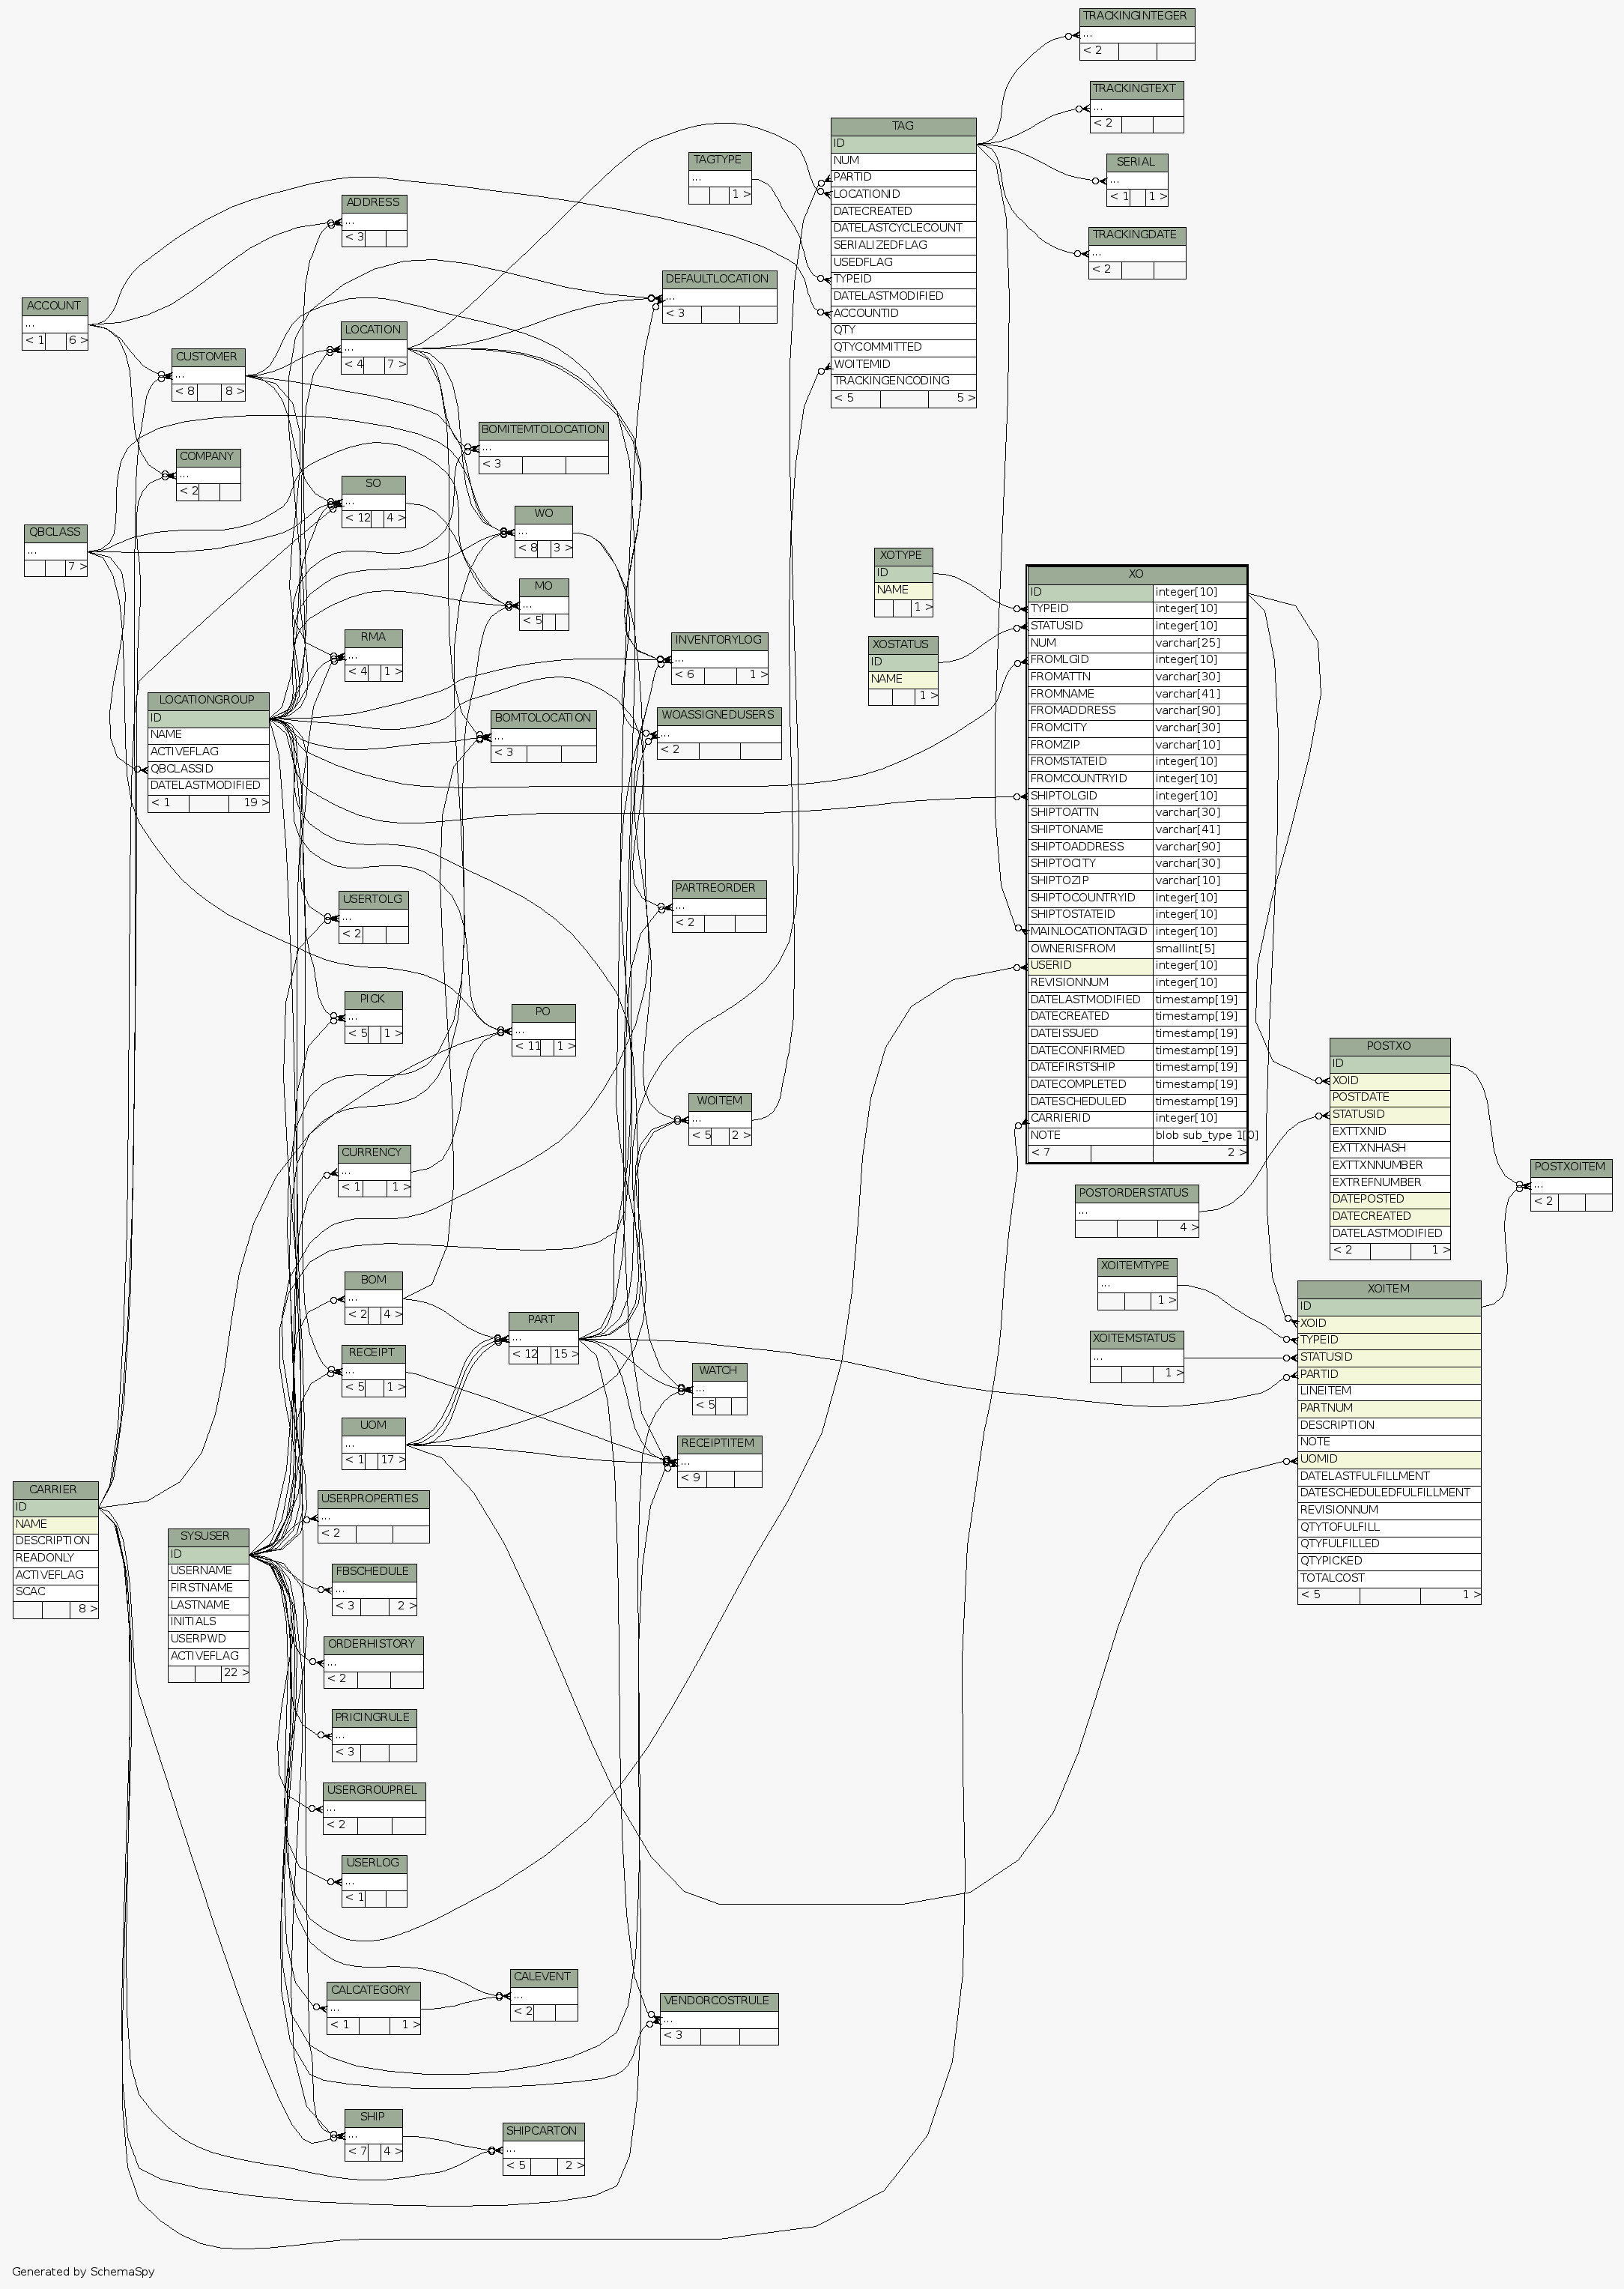 TRACKINGINTEGER
...
< 2
TRACKINGTEXT
...
< 2
SERIAL
...
< 1 1 >
TRACKINGDATE
...
< 2
TAG
ID
NUM
PARTID
LOCATIONID
DATECREATED
DATELASTCYCLECOUNT
SERIALIZEDFLAG
USEDFLAG
TYPEID
DATELASTMODIFIED
ACCOUNTID
QTY
QTYCOMMITTED
WOITEMID
TRACKINGENCODING
< 5 5 >
TAGTYPE
...
1 >
ADDRESS
...
< 3
DEFAULTLOCATION
...
< 3
ACCOUNT
...
< 1 6 >
LOCATION
...
< 4 7 >
CUSTOMER
...
< 8 8 >
BOMITEMTOLOCATION
...
< 3
COMPANY
...
< 2
SO
...
< 12 4 >
WO
...
< 8 3 >
QBCLASS
...
7 >
MO
...
< 5
RMA
...
< 4 1 >
INVENTORYLOG
...
< 6 1 >
LOCATIONGROUP
ID
NAME
ACTIVEFLAG
QBCLASSID
DATELASTMODIFIED
< 1 19 >
BOMTOLOCATION
...
< 3
WOASSIGNEDUSERS
...
< 2
XOTYPE
ID
NAME
1 >
XOSTATUS
ID
NAME
1 >
XO
ID integer[10]
TYPEID integer[10]
STATUSID integer[10]
NUM varchar[25]
FROMLGID integer[10]
FROMATTN varchar[30]
FROMNAME varchar[41]
FROMADDRESS varchar[90]
FROMCITY varchar[30]
FROMZIP varchar[10]
FROMSTATEID integer[10]
FROMCOUNTRYID integer[10]
SHIPTOLGID integer[10]
SHIPTOATTN varchar[30]
SHIPTONAME varchar[41]
SHIPTOADDRESS varchar[90]
SHIPTOCITY varchar[30]
SHIPTOZIP varchar[10]
SHIPTOCOUNTRYID integer[10]
SHIPTOSTATEID integer[10]
MAINLOCATIONTAGID integer[10]
OWNERISFROM smallint[5]
USERID integer[10]
REVISIONNUM integer[10]
DATELASTMODIFIED timestamp[19]
DATECREATED timestamp[19]
DATEISSUED timestamp[19]
DATECONFIRMED timestamp[19]
DATEFIRSTSHIP timestamp[19]
DATECOMPLETED timestamp[19]
DATESCHEDULED timestamp[19]
CARRIERID integer[10]
NOTE blob sub_type 1[0]
< 7 2 >
USERTOLG
...
< 2
PARTREORDER
...
< 2
PICK
...
< 5 1 >
PO
...
< 11 1 >
WOITEM
...
< 5 2 >
CURRENCY
...
< 1 1 >
POSTXO
ID
XOID
POSTDATE
STATUSID
EXTTXNID
EXTTXNHASH
EXTTXNNUMBER
EXTREFNUMBER
DATEPOSTED
DATECREATED
DATELASTMODIFIED
< 2 1 >
POSTXOITEM
...
< 2
POSTORDERSTATUS
...
4 >
XOITEMTYPE
...
1 >
XOITEMSTATUS
...
1 >
XOITEM
ID
XOID
TYPEID
STATUSID
PARTID
LINEITEM
PARTNUM
DESCRIPTION
NOTE
UOMID
DATELASTFULFILLMENT
DATESCHEDULEDFULFILLMENT
REVISIONNUM
QTYTOFULFILL
QTYFULFILLED
QTYPICKED
TOTALCOST
< 5 1 >
BOM
...
< 2 4 >
PART
...
< 12 15 >
RECEIPT
...
< 5 1 >
WATCH
...
< 5
UOM
...
< 1 17 >
RECEIPTITEM
...
< 9
CARRIER
ID
NAME
DESCRIPTION
READONLY
ACTIVEFLAG
SCAC
8 >
SYSUSER
ID
USERNAME
FIRSTNAME
LASTNAME
INITIALS
USERPWD
ACTIVEFLAG
22 >
USERPROPERTIES
...
< 2
FBSCHEDULE
...
< 3 2 >
ORDERHISTORY
...
< 2
PRICINGRULE
...
< 3
USERGROUPREL
...
< 2
USERLOG
...
< 1
CALCATEGORY
...
< 1 1 >
CALEVENT
...
< 2
VENDORCOSTRULE
...
< 3
SHIP
...
< 7 4 >
SHIPCARTON
...
< 5 2 >
Generated by SchemaSpy